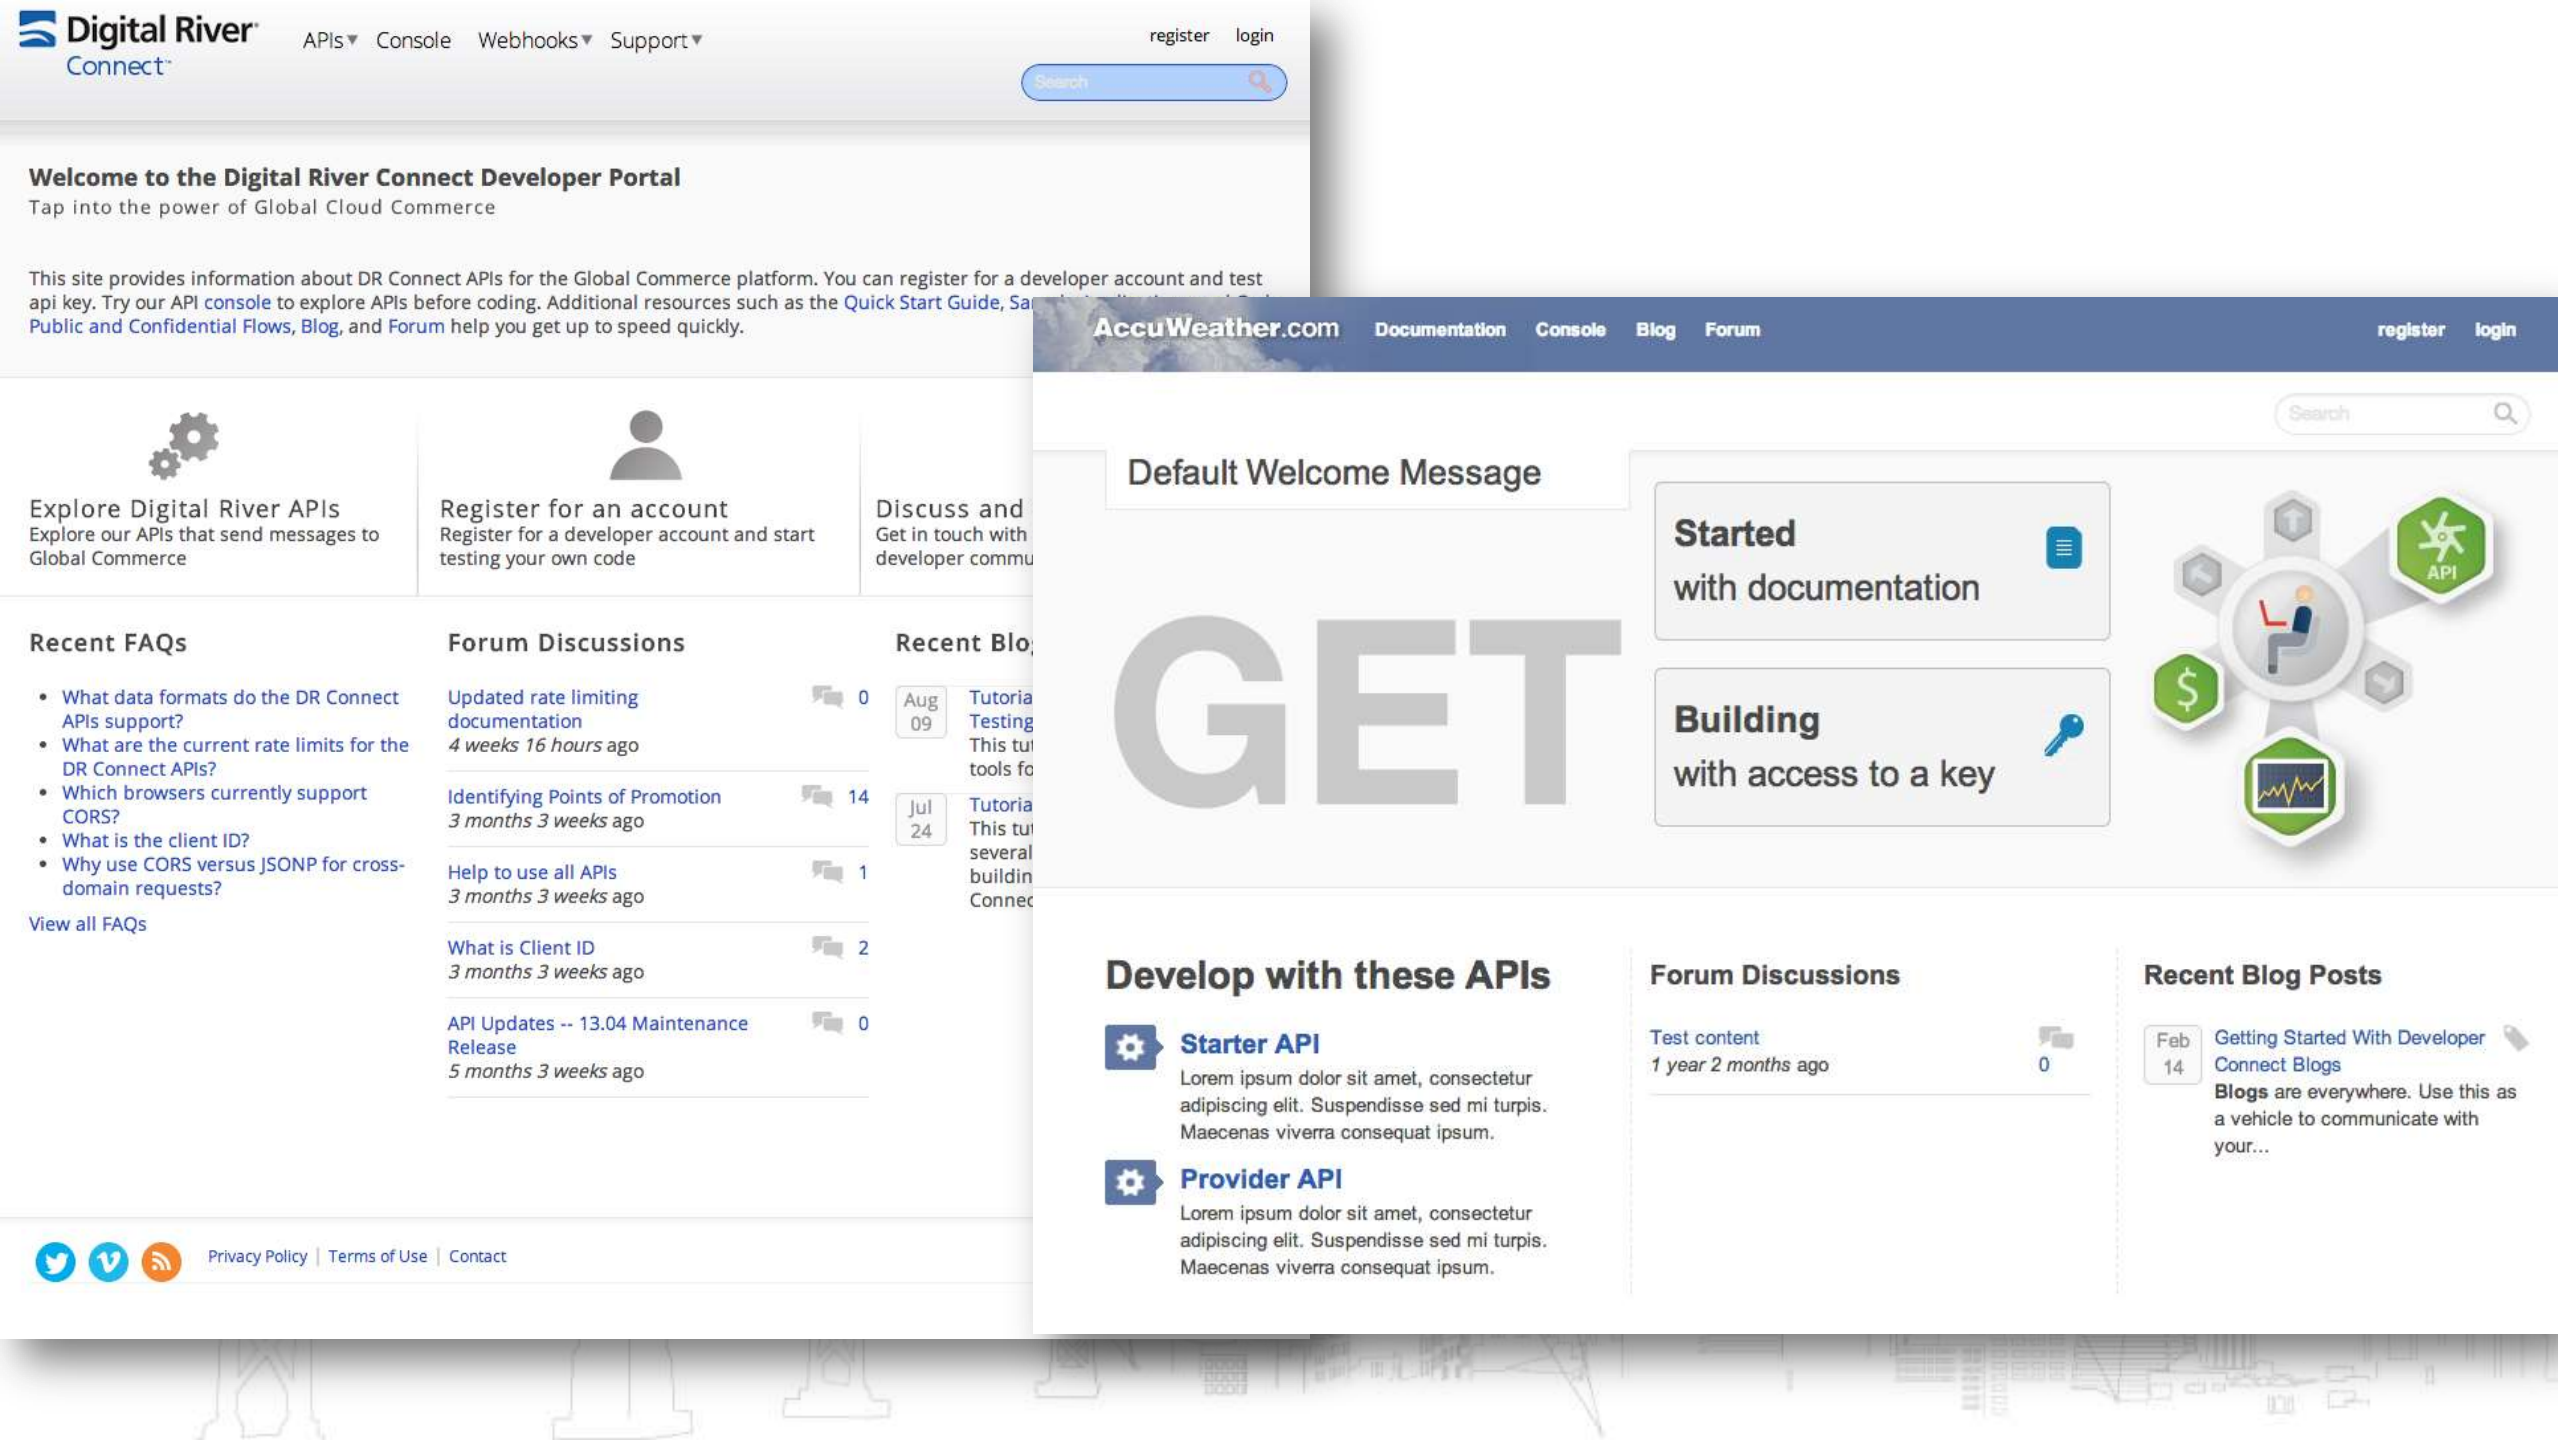 Digital River
Connect
APIs Console Webhooks Support
register login
Search
Welcome to the Digital River Connect Developer Portal
Tap into the power of Global Cloud Commerce
This site provides information about DR Connect APIs for the Global Commerce platform. You can register for a developer account and test
api key. Try our API console to explore APIs before coding. Additional resources such as the Quick Start Guide,
Public and Confidential Flows, Blog, and Forum help you get up to speed quickly.
Explore Digital River APIs
Explore our APIs that send messages to
Global Commerce
Register for an account
Register for a developer account and start
testing your own code
Discuss and
Get in touch with
developer
Recent FAQs
• What data formats do the DR Connect
APIs support?
• What are the current rate limits for the
DR Connect APIs?
• Which browsers currently support
CORS?
• What is the client ID?
• Why use CORS versus JSONP for cross-
domain requests?
View all FAQs
Forum Discussions
Updated rate limiting 0
documentation
4 weeks 16 hours ago
Identifying Points of Promotion 14
3 months 3 weeks ago
Help to use all APIs 1
3 months 3 weeks ago
What is Client ID 2
3 months 3 weeks ago
API Updates -- 13.04 Maintenance 0
Release
5 months 3 weeks ago
Recent
Aug
09
Testing
This
tools
Jul
24
This
several
Privacy Policy | Terms of Use | Contact
AccuWeather.com Documentation Console Blog Forum
register login
Search
Default Welcome Message
GET
Started
with documentation
Building
with access to a key
API
$
Develop with these APIs
Starter API
Lorem ipsum dolor sit amet, consectetur
adipiscing elit. Suspendisse sed mi turpis.
Maecenas viverra consequat ipsum.
Provider API
Lorem ipsum dolor sit amet, consectetur
adipiscing elit. Suspendisse sed mi turpis.
Maecenas viverra consequat ipsum.
Forum Discussions
Test content
1 year 2 months ago 0
Recent Blog Posts
Feb
14
Getting Started With Developer
Connect Blogs
Blogs are everywhere. Use this as
a vehicle to communicate with
your...